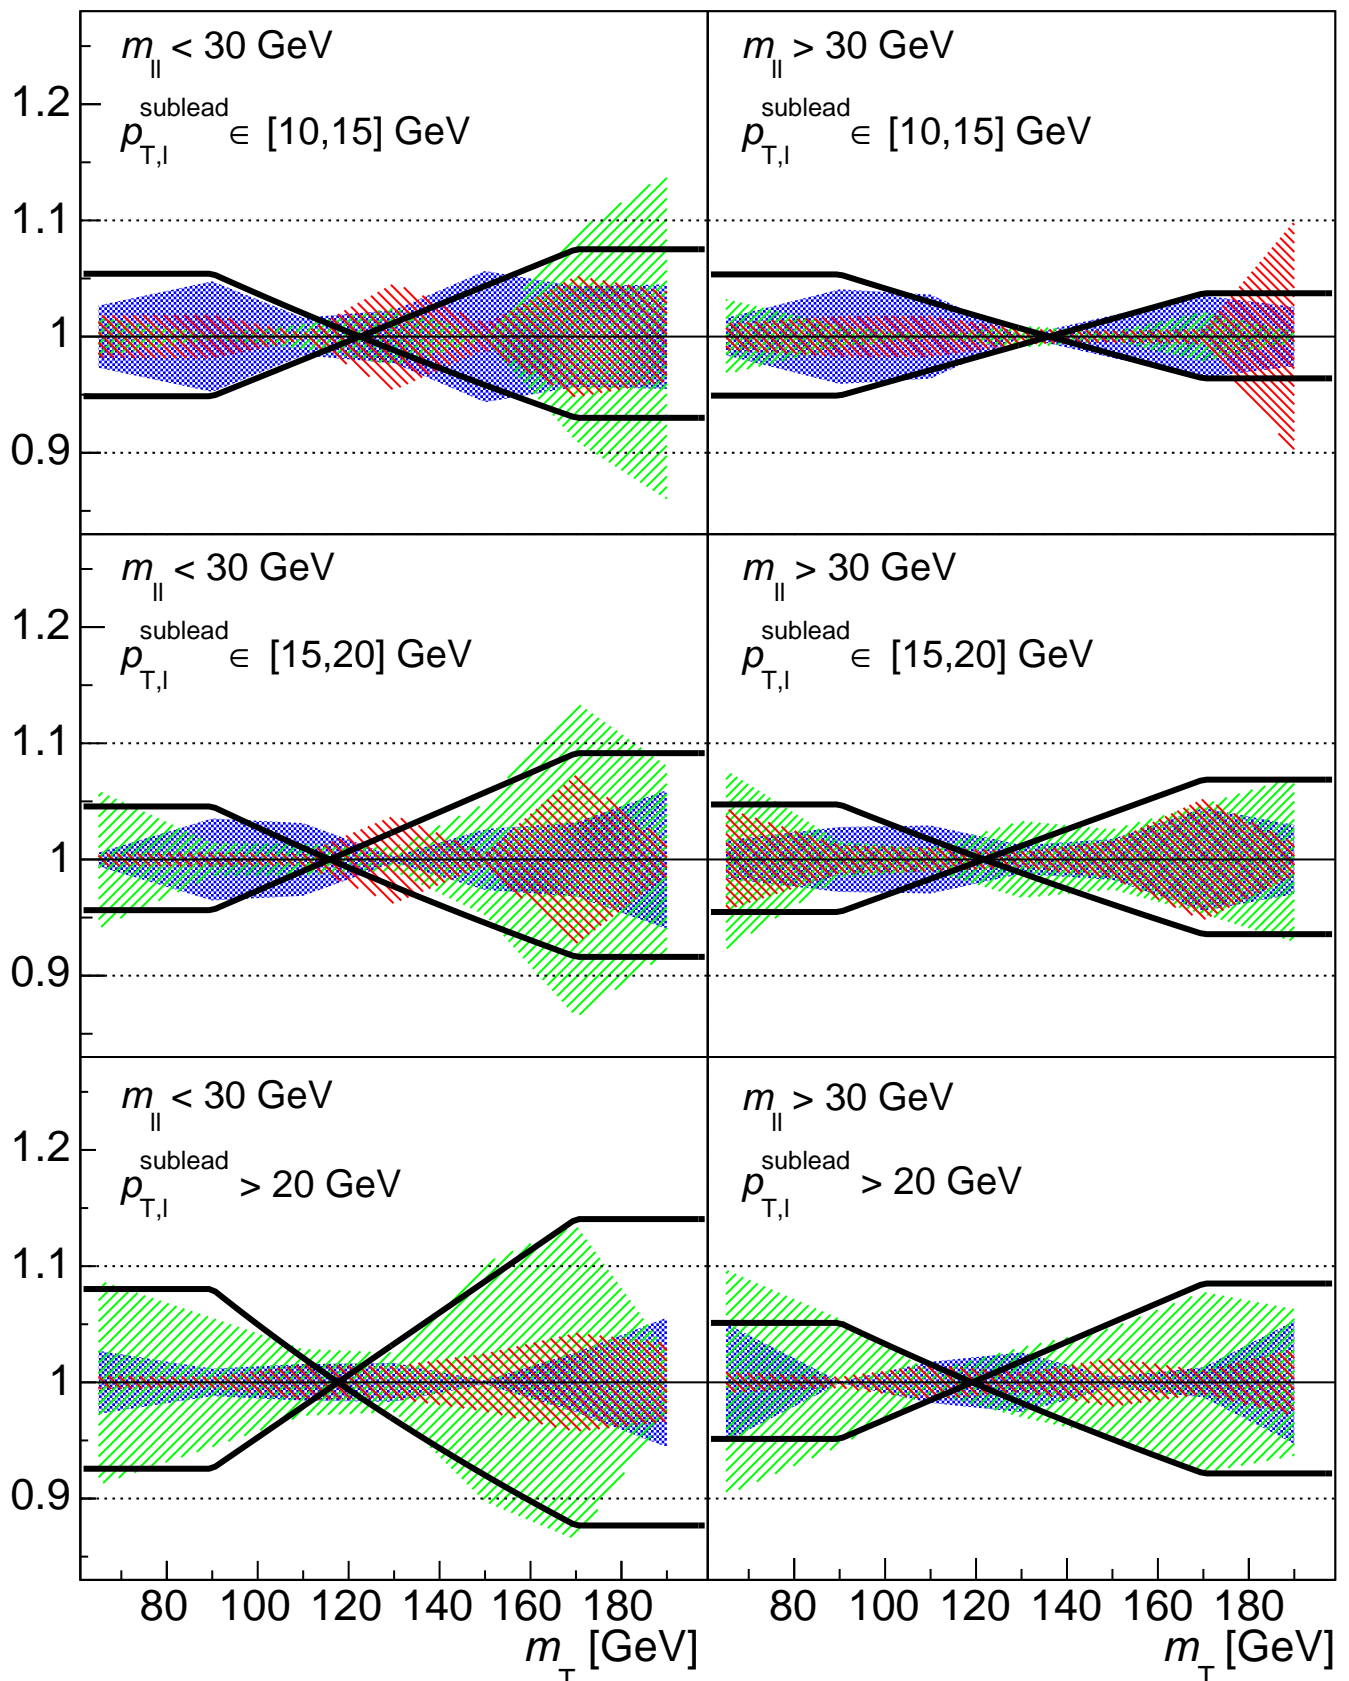 m_ll < 30 GeV
p_T,l^sublead ∈ [10,15] GeV
m_ll > 30 GeV
p_T,l^sublead ∈ [10,15] GeV
1.2
1.1
1
0.9
m_ll < 30 GeV
p_T,l^sublead ∈ [15,20] GeV
m_ll > 30 GeV
p_T,l^sublead ∈ [15,20] GeV
1.2
1.1
1
0.9
m_ll < 30 GeV
p_T,l^sublead > 20 GeV
m_ll > 30 GeV
p_T,l^sublead > 20 GeV
1.2
1.1
1
0.9
80 100 120 140 160 180
80 100 120 140 160 180
m_T [GeV]
m_T [GeV]